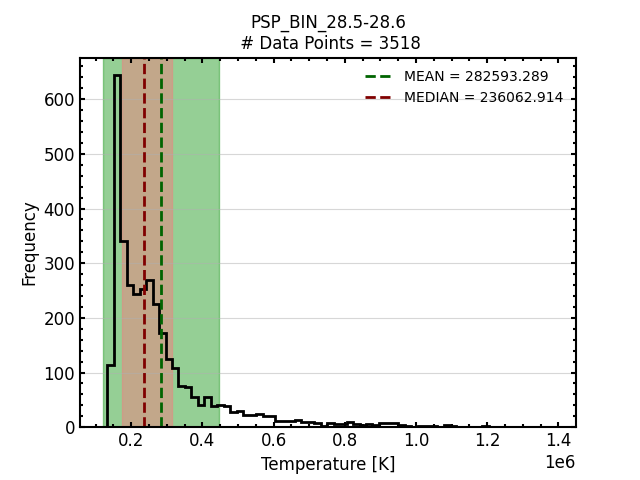 PSP_BIN_28.5-28.6
# Data Points = 3518
MEAN = 282593.289
MEDIAN = 236062.914
600
500
400
300
200
100
0
Frequency
0.2 0.4 0.6 0.8 1.0 1.2 1.4
1e6
Temperature [K]